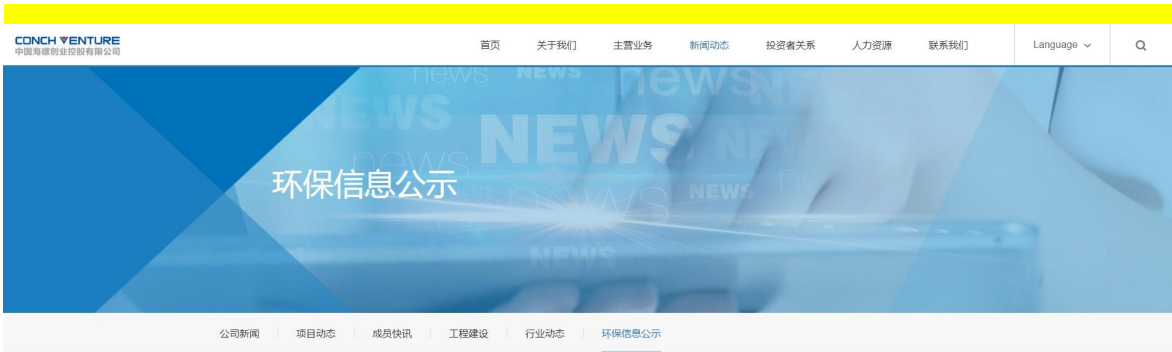 CONCH VENTURE
中国海螺创业控股有限公司
首页 关于我们 主营业务 新闻动态 投资者关系 人力资源 联系我们 Language
news NEWS news
NEWS
NEWS NEWS
news
环保信息公示
news NEWS
NEWS
公司新闻 项目动态 成员快讯 工程建设 行业动态 环保信息公示